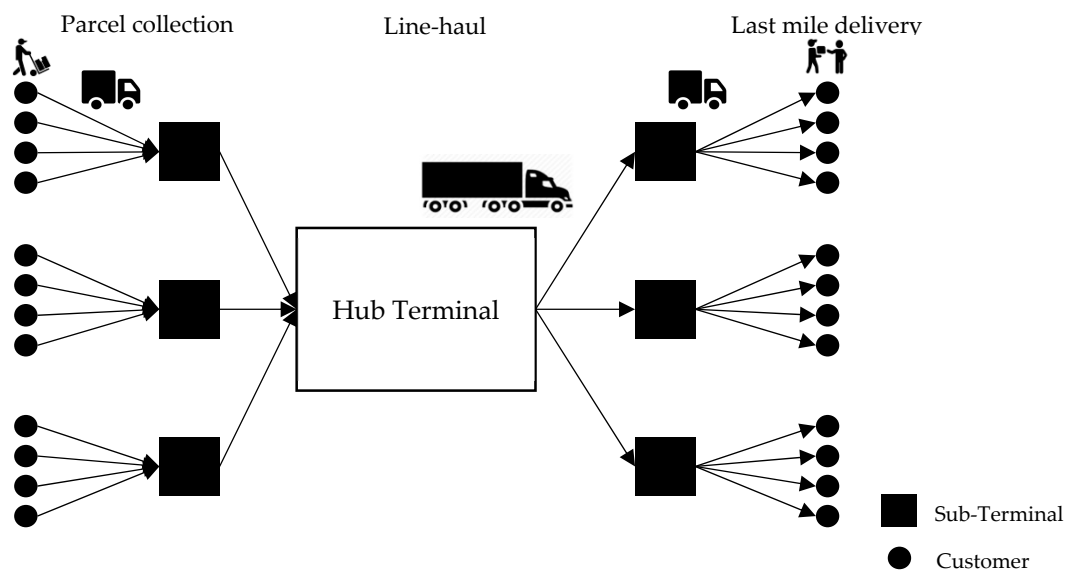 Parcel collection
Line-haul
Last mile delivery
Hub Terminal
Sub-Terminal
Customer